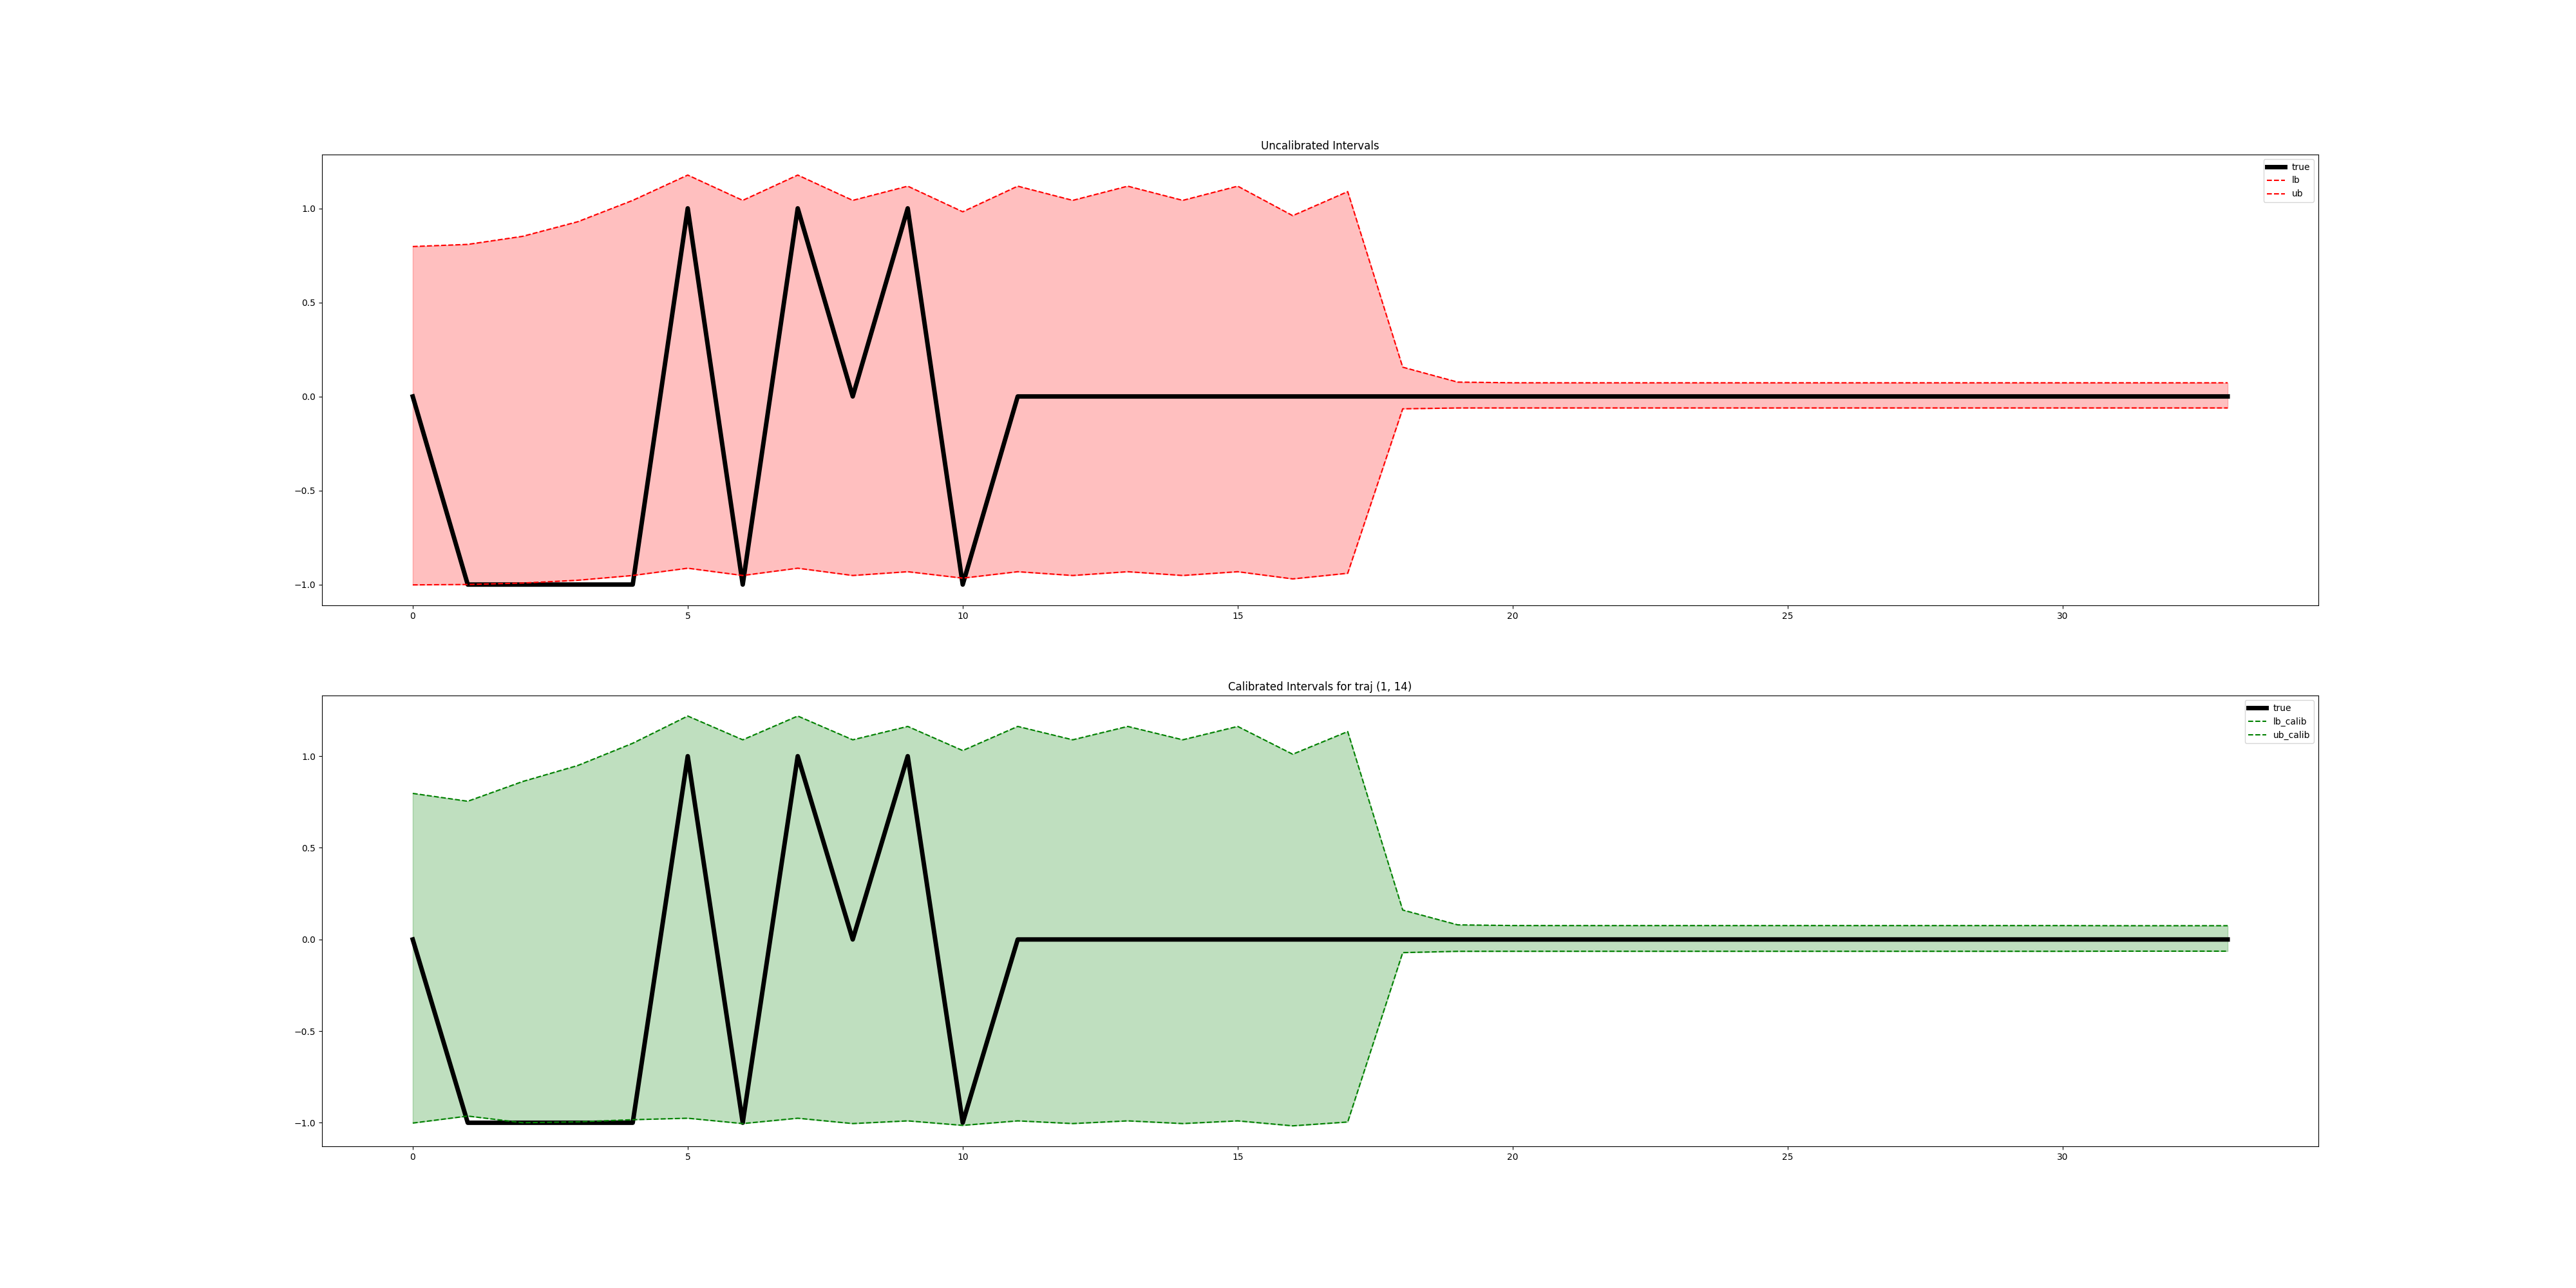 Uncalibrated Intervals
true
lb
ub
1.0
0.5
0.0
−0.5
−1.0
0 5 10 15 20 25 30
Calibrated Intervals for traj (1, 14)
true
lb_calib
ub_calib
1.0
0.5
0.0
−0.5
−1.0
0 5 10 15 20 25 30